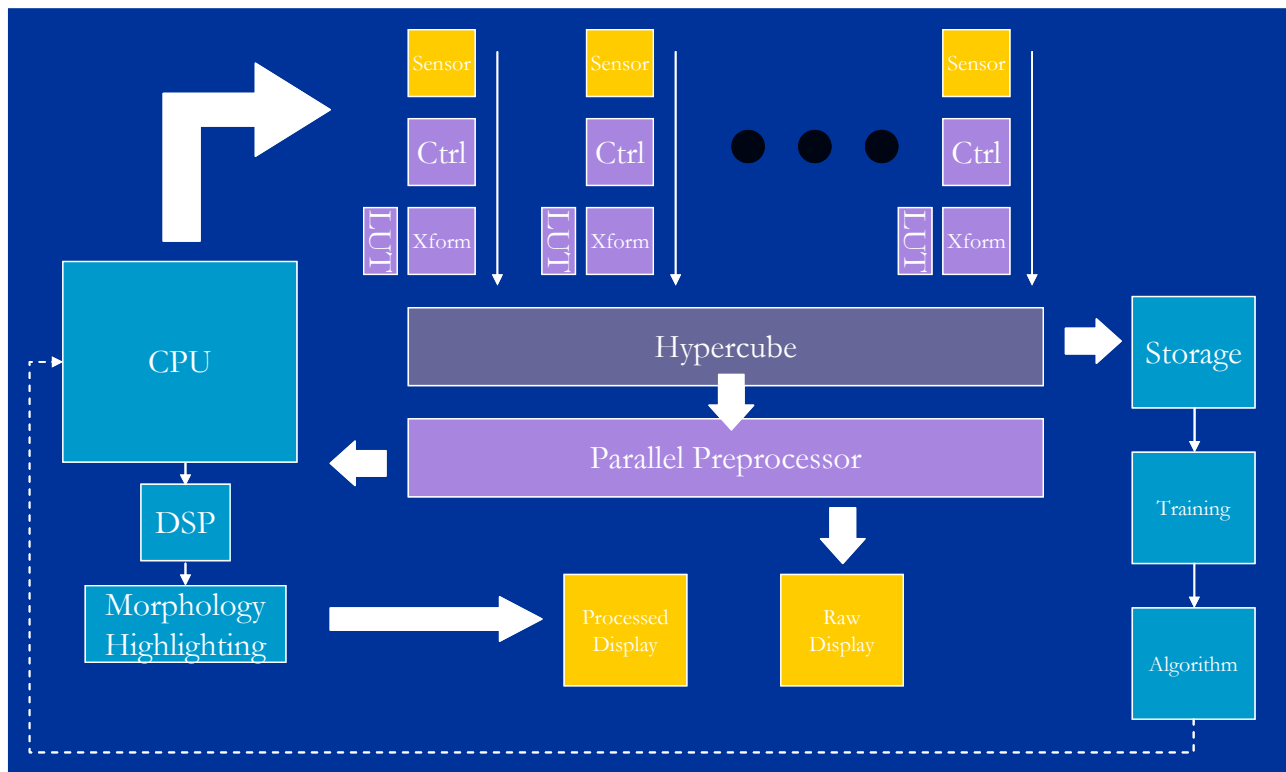 Sensor
Sensor
Sensor
Ctrl
Ctrl
Ctrl
LUT
Xform
LUT
Xform
LUT
Xform
CPU
Hypercube
Storage
Parallel Preprocessor
DSP
Training
Morphology
Highlighting
Processed
Display
Raw
Display
Algorithm